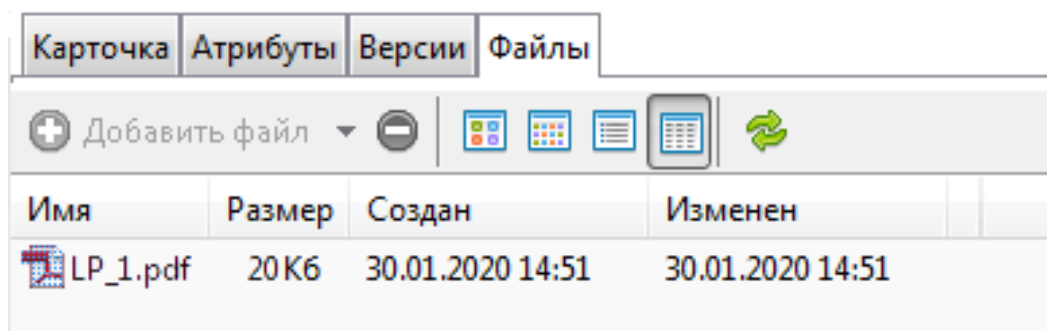 Карточка Атрибуты Версии Файлы
Добавить файл
Имя Размер Создан Изменен
LP_1.pdf 20 Кб 30.01.2020 14:51 30.01.2020 14:51